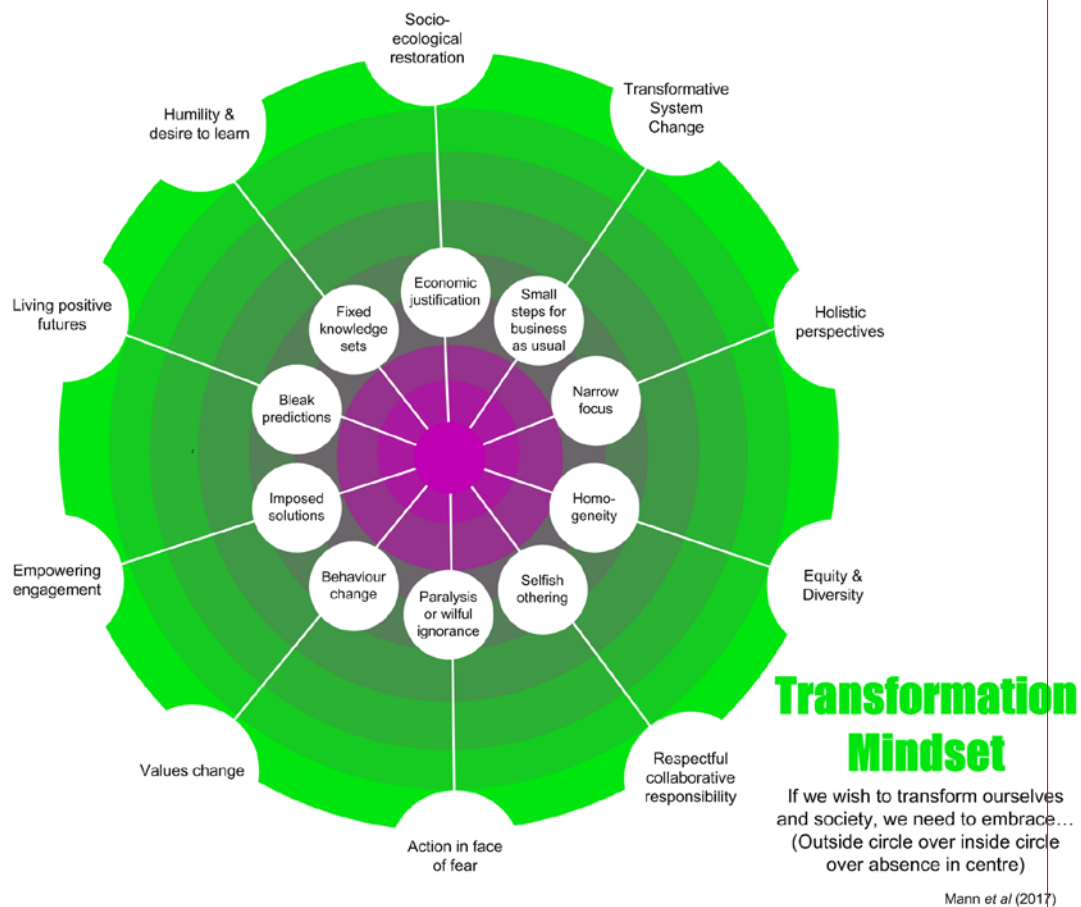 Socio-
ecological
restoration
Transformative
System
Change
Holistic
perspectives
Equity &
Diversity
Respectful
collaborative
responsibility
Action in face
of fear
Values change
Empowering
engagement
Living positive
futures
Humility &
desire to learn
Economic
justification
Small
steps for
business
as usual
Narrow
focus
Homo-
geneity
Selfish
othering
Paralysis
or wilful
ignorance
Behaviour
change
Imposed
solutions
Bleak
predictions
Fixed
knowledge
sets
Transformation
Mindset
If we wish to transform ourselves
and society, we need to embrace…
(Outside circle over inside circle
over absence in centre)
Mann et al (2017)